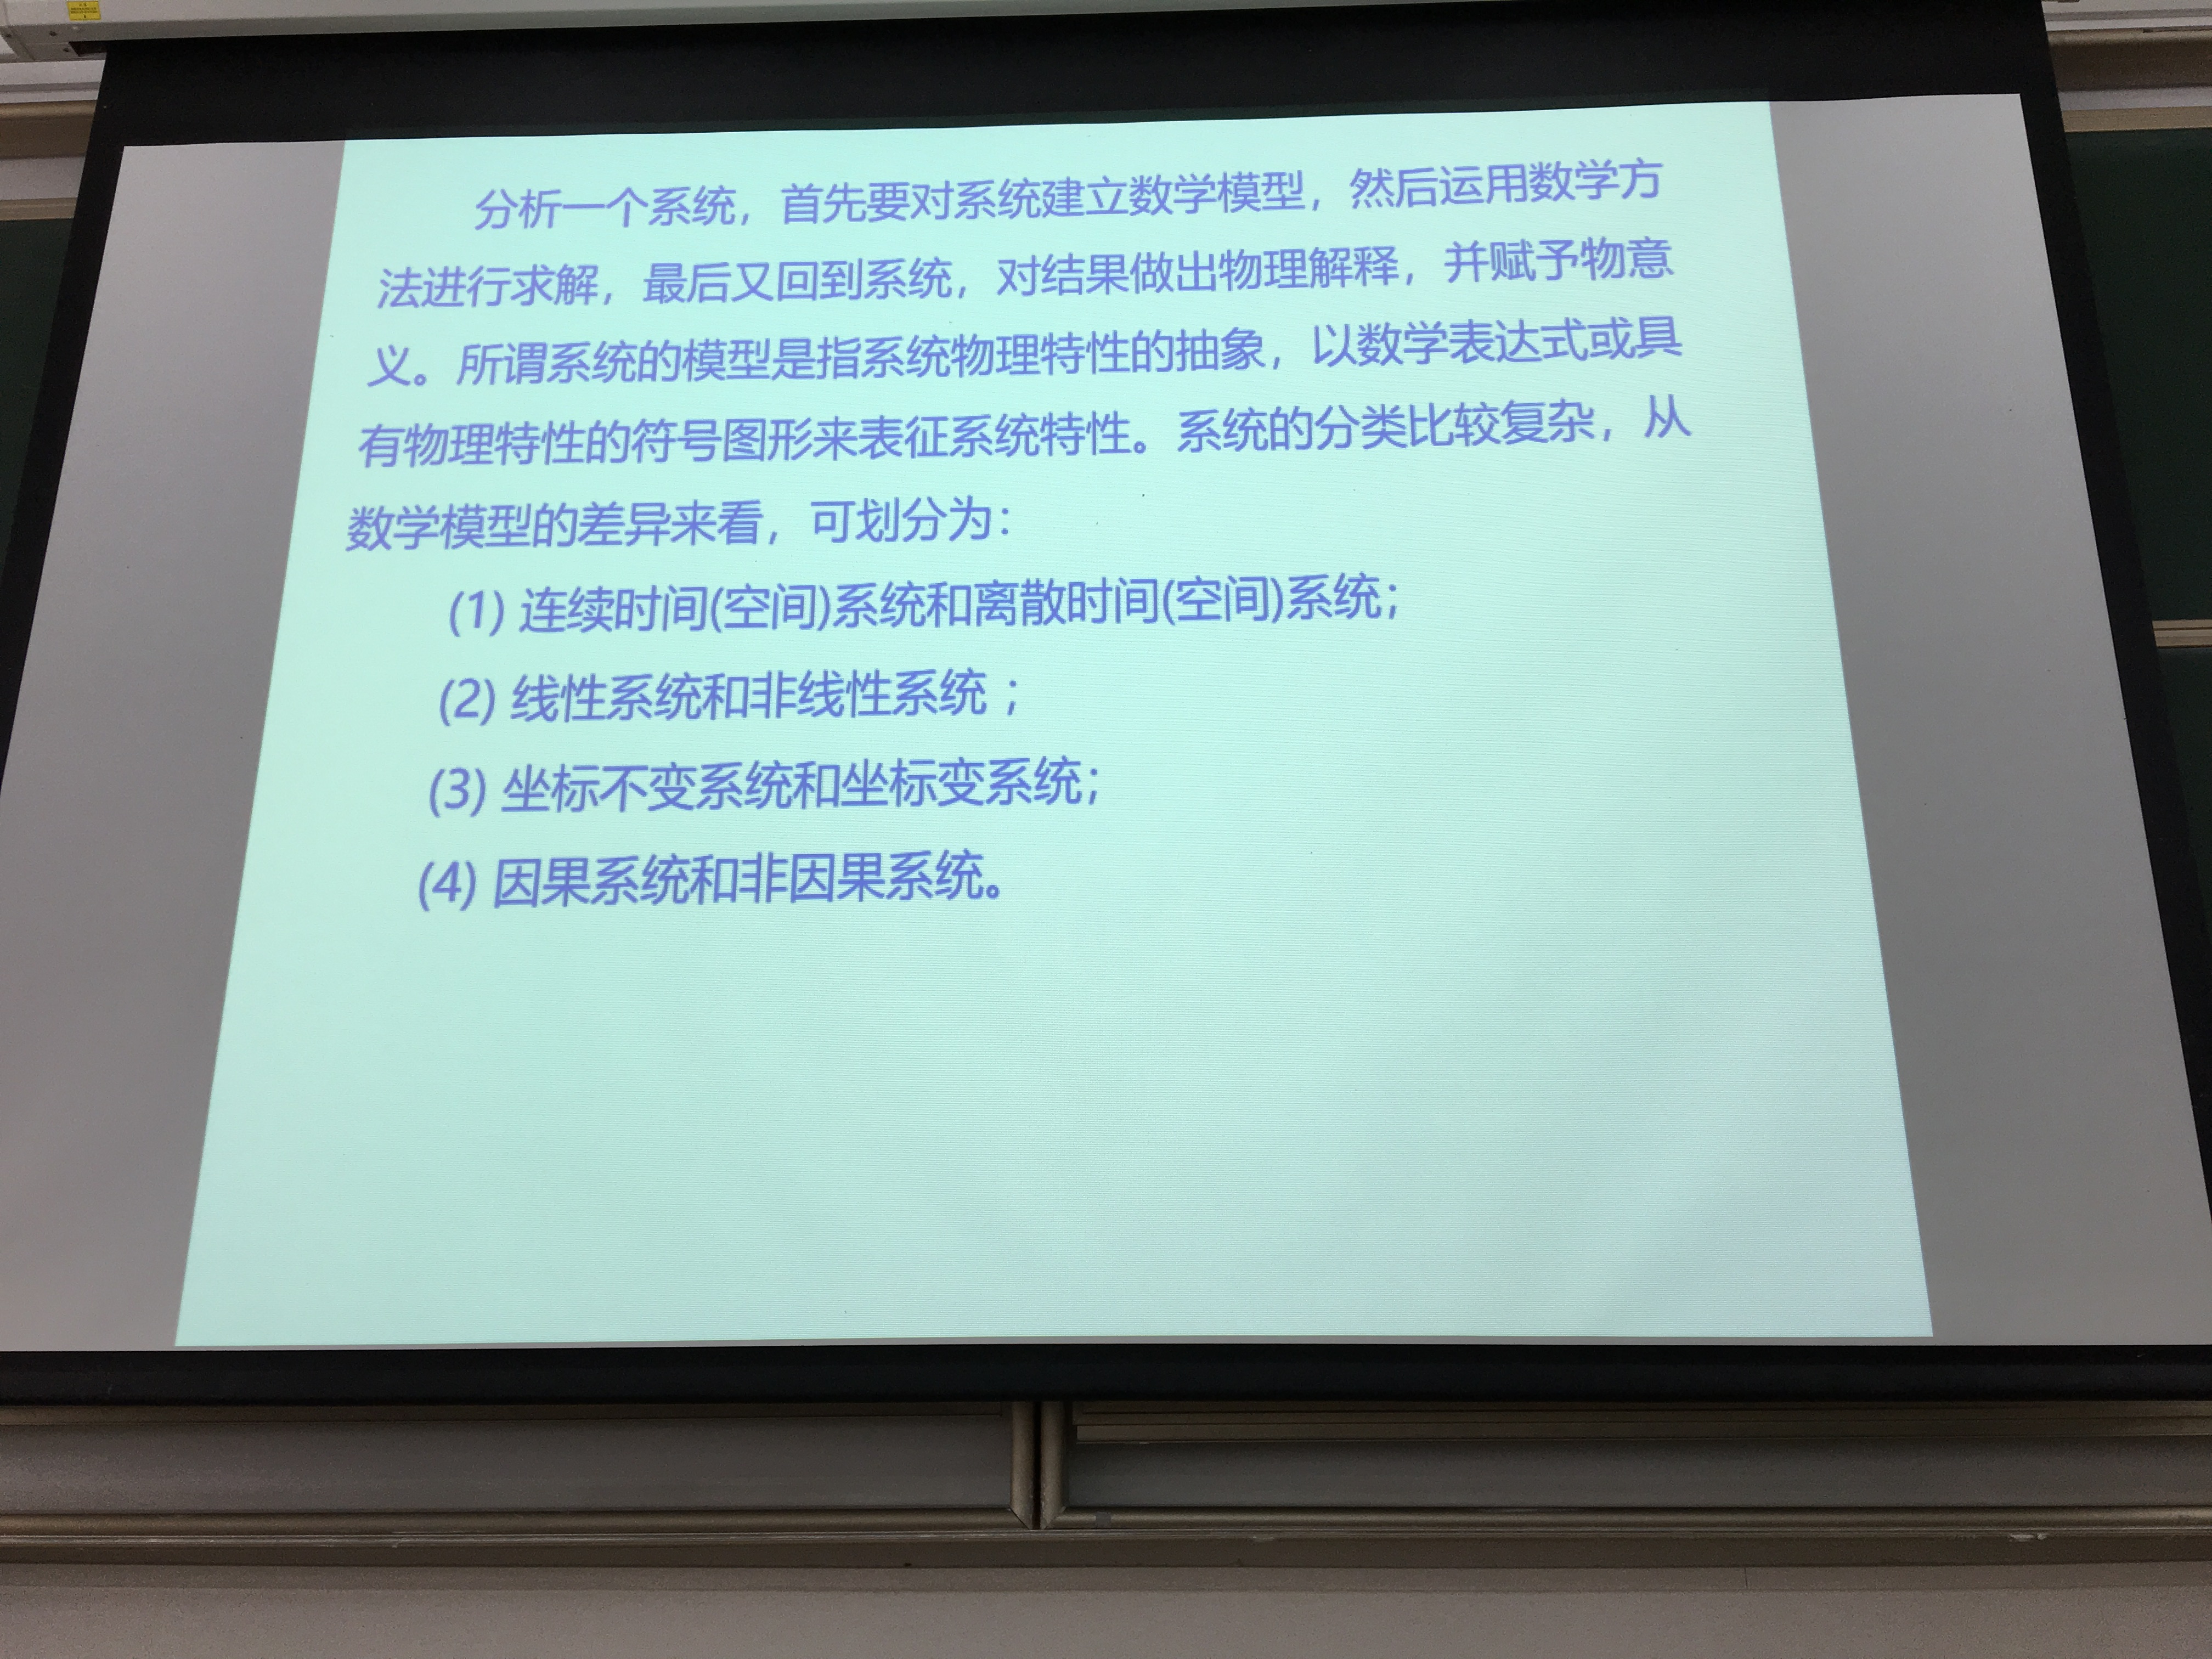 分析一个系统，首先要对系统建立数学模型，然后运用数学方
法进行求解，最后又回到系统，对结果做出物理解释，并赋予物意
义。所谓系统的模型是指系统物理特性的抽象，以数学表达式或具
有物理特性的符号图形来表征系统特性。系统的分类比较复杂，从
数学模型的差异来看，可划分为：
(1) 连续时间(空间)系统和离散时间(空间)系统；
(2) 线性系统和非线性系统 ；
(3) 坐标不变系统和坐标变系统；
(4) 因果系统和非因果系统。